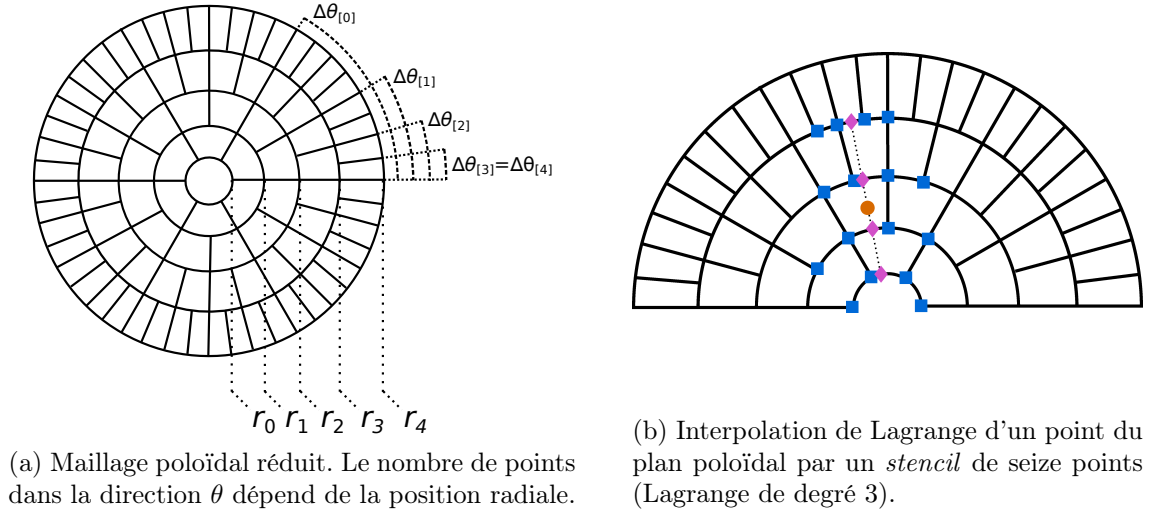 Δθ[0]
Δθ[1]
Δθ[2]
Δθ[3]=Δθ[4]
r0 r1 r2 r3 r4
(a) Maillage poloïdal réduit. Le nombre de points
dans la direction θ dépend de la position radiale.
(b) Interpolation de Lagrange d'un point du
plan poloïdal par un stencil de seize points
(Lagrange de degré 3).